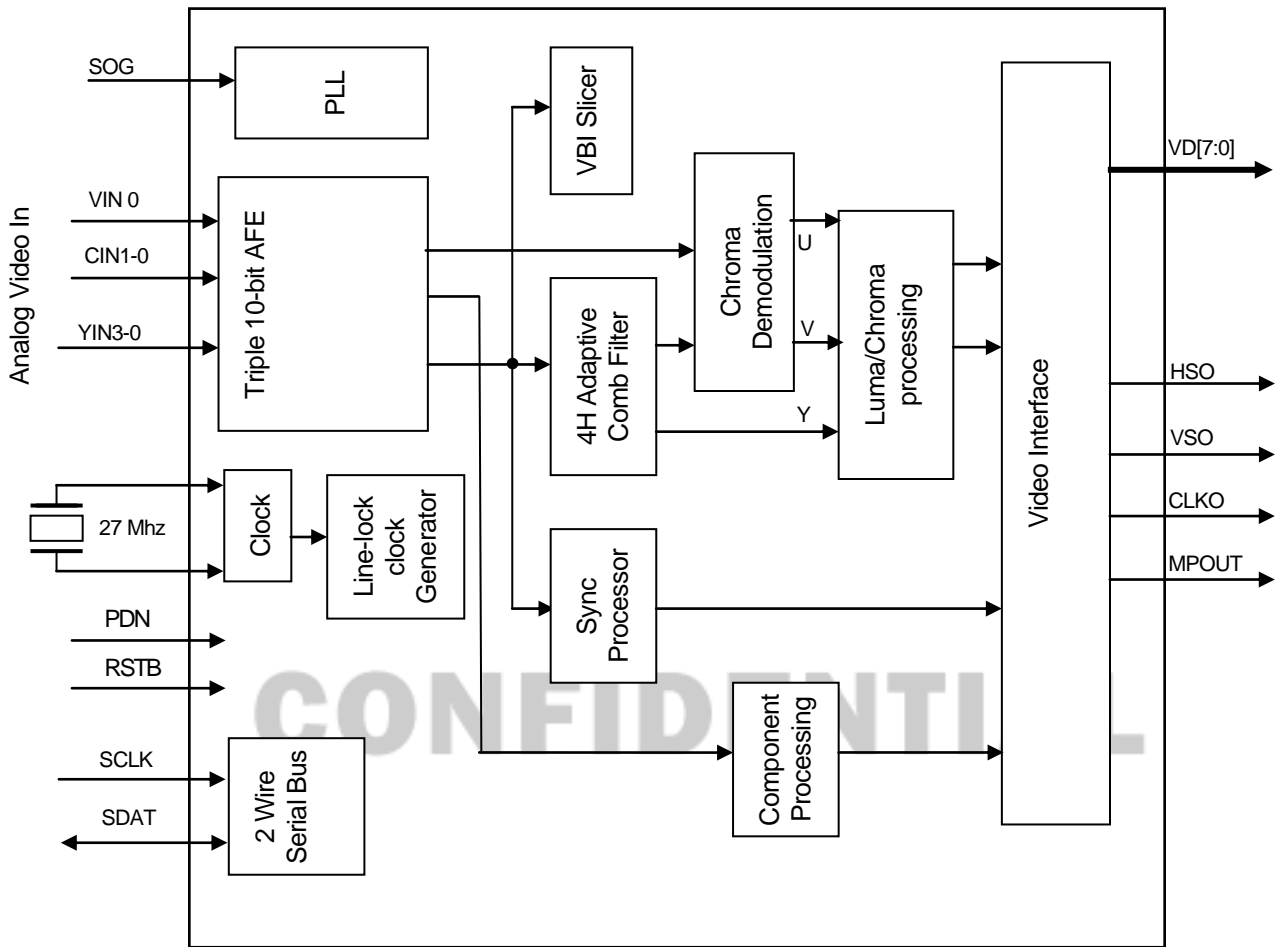 SOG
PLL
VBI Slicer
VD[7:0]
Analog Video In
VIN 0
CIN1-0
YIN3-0
Triple 10-bit AFE
Chroma
Demodulation
U
V
Y
4H Adaptive
Comb Filter
Luma/Chroma
processing
Video Interface
HSO
VSO
CLKO
MPOUT
27 Mhz
Clock
Line-lock
clock
Generator
Sync
Processor
PDN
RSTB
CONFIDENTIAL
Component
Processing
SCLK
SDAT
2 Wire
Serial Bus